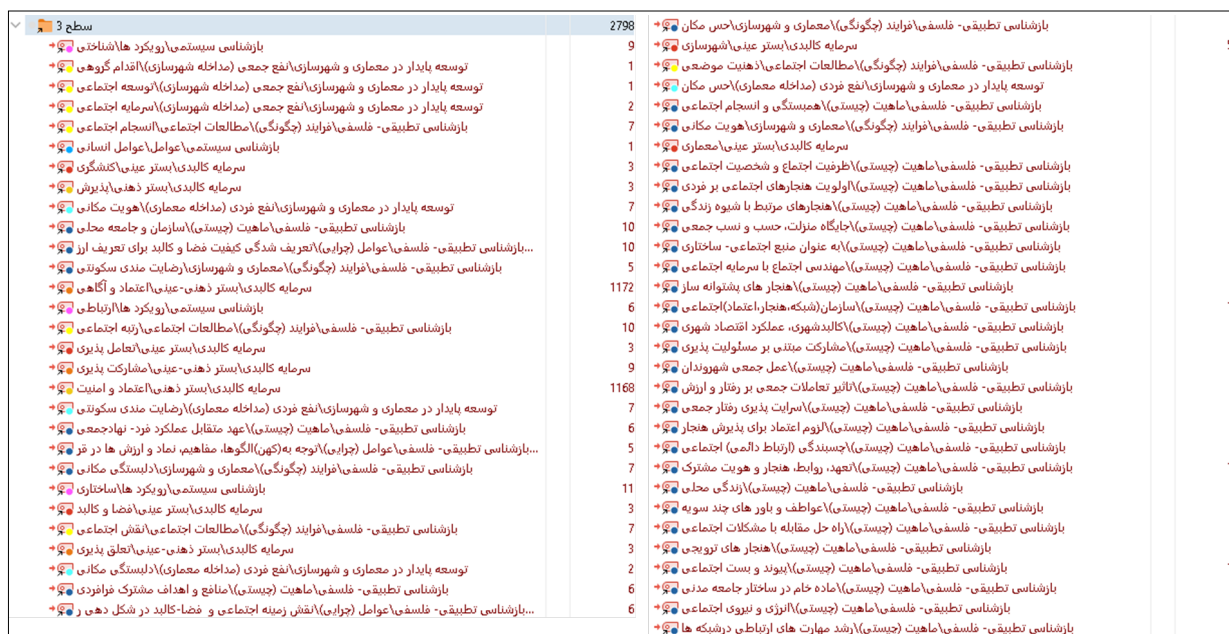 سطح 3 2798
بازشناسی سیستمی\رویکرد ها\شناختی 9
توسعه پایدار در معماری و شهرسازی\نفع جمعی (مداخله شهرسازی)\اقدام گروهی 1
توسعه پایدار در معماری و شهرسازی\نفع جمعی (مداخله شهرسازی)\توسعه اجتماعی 1
توسعه پایدار در معماری و شهرسازی\نفع جمعی (مداخله شهرسازی)\سرمایه اجتماعی 2
بازشناسی تطبیقی- فلسفی\فرایند (چگونگی)\مطالعات اجتماعی\انسجام اجتماعی 7
بازشناسی سیستمی\عوامل\عوامل انسانی 1
سرمایه کالبدی\بستر عینی\کنشگری 3
سرمایه کالبدی\بستر ذهنی\پذیرش 3
توسعه پایدار در معماری و شهرسازی\نفع فردی (مداخله معماری)\هویت مکانی 7
بازشناسی تطبیقی- فلسفی\ماهیت (چیستی)\سازمان و جامعه محلی 10
بازشناسی تطبیقی- فلسفی\عوامل (چرایی)\تعریف شدگی کیفیت فضا و کالبد برای تعریف ارز... 10
بازشناسی تطبیقی- فلسفی\فرایند (چگونگی)\معماری و شهرسازی\رضایت مندی سکونتی 5
سرمایه کالبدی\بستر ذهنی-عینی\اعتماد و آگاهی 1172
بازشناسی سیستمی\رویکرد ها\ارتباطی 6
بازشناسی تطبیقی- فلسفی\فرایند (چگونگی)\مطالعات اجتماعی\رتبه اجتماعی 10
سرمایه کالبدی\بستر عینی\تعامل پذیری 3
سرمایه کالبدی\بستر ذهنی-عینی\مشارکت پذیری 9
سرمایه کالبدی\بستر ذهنی\اعتماد و امنیت 1168
توسعه پایدار در معماری و شهرسازی\نفع فردی (مداخله معماری)\رضایت مندی سکونتی 7
بازشناسی تطبیقی- فلسفی\ماهیت (چیستی)\عهد متقابل عملکرد فرد- نهادجمعی 6
بازشناسی تطبیقی- فلسفی\عوامل (چرایی)\توجه به(کهن)الگوها، مفاهیم، نماد و ارزش ها در قر... 5
بازشناسی تطبیقی- فلسفی\فرایند (چگونگی)\معماری و شهرسازی\دلبستگی مکانی 7
بازشناسی سیستمی\رویکرد ها\ساختاری 11
سرمایه کالبدی\بستر عینی\فضا و کالبد 3
بازشناسی تطبیقی- فلسفی\فرایند (چگونگی)\مطالعات اجتماعی\نقش اجتماعی 7
سرمایه کالبدی\بستر ذهنی-عینی\تعلق پذیری 3
توسعه پایدار در معماری و شهرسازی\نفع فردی (مداخله معماری)\دلبستگی مکانی 2
بازشناسی تطبیقی- فلسفی\ماهیت (چیستی)\منافع و اهداف مشترک فرافردی 6
بازشناسی تطبیقی- فلسفی\عوامل (چرایی)\نقش زمینه اجتماعی و فضا-کالبد در شکل دهی ر... 6
بازشناسی تطبیقی- فلسفی\فرایند (چگونگی)\معماری و شهرسازی\حس مکان
سرمایه کالبدی\بستر عینی\شهرسازی
بازشناسی تطبیقی- فلسفی\فرایند (چگونگی)\مطالعات اجتماعی\ذهنیت موضعی
توسعه پایدار در معماری و شهرسازی\نفع فردی (مداخله معماری)\حس مکان
بازشناسی تطبیقی- فلسفی\ماهیت (چیستی)\همبستگی و انسجام اجتماعی
بازشناسی تطبیقی- فلسفی\فرایند (چگونگی)\معماری و شهرسازی\هویت مکانی
سرمایه کالبدی\بستر عینی\معماری
بازشناسی تطبیقی- فلسفی\ماهیت (چیستی)\ظرفیت اجتماع و شخصیت اجتماعی
بازشناسی تطبیقی- فلسفی\ماهیت (چیستی)\اولویت هنجارهای اجتماعی بر فردی
بازشناسی تطبیقی- فلسفی\ماهیت (چیستی)\هنجارهای مرتبط با شیوه زندگی
بازشناسی تطبیقی- فلسفی\ماهیت (چیستی)\جایگاه منزلت، حسب و نسب جمعی
بازشناسی تطبیقی- فلسفی\ماهیت (چیستی)\به عنوان منبع اجتماعی- ساختاری
بازشناسی تطبیقی- فلسفی\ماهیت (چیستی)\مهندسی اجتماع با سرمایه اجتماعی
بازشناسی تطبیقی- فلسفی\ماهیت (چیستی)\هنجار های پشتوانه ساز
بازشناسی تطبیقی- فلسفی\ماهیت (چیستی)\سازمان(شبکه،هنجار،اعتماد)اجتماعی
بازشناسی تطبیقی- فلسفی\ماهیت (چیستی)\کالبدشهری، عملکرد اقتصاد شهری
بازشناسی تطبیقی- فلسفی\ماهیت (چیستی)\مشارکت مبتنی بر مسئولیت پذیری
بازشناسی تطبیقی- فلسفی\ماهیت (چیستی)\عمل جمعی شهروندان
بازشناسی تطبیقی- فلسفی\ماهیت (چیستی)\تاثیر تعاملات جمعی بر رفتار و ارزش
بازشناسی تطبیقی- فلسفی\ماهیت (چیستی)\سرایت پذیری رفتار جمعی
بازشناسی تطبیقی- فلسفی\ماهیت (چیستی)\لزوم اعتماد برای پذیرش هنجار
بازشناسی تطبیقی- فلسفی\ماهیت (چیستی)\چسبندگی (ارتباط دائمی) اجتماعی
بازشناسی تطبیقی- فلسفی\ماهیت (چیستی)\تعهد، روابط، هنجار و هویت مشترک
بازشناسی تطبیقی- فلسفی\ماهیت (چیستی)\زندگی محلی
بازشناسی تطبیقی- فلسفی\ماهیت (چیستی)\عواطف و باور های چند سویه
بازشناسی تطبیقی- فلسفی\ماهیت (چیستی)\راه حل مقابله با مشکلات اجتماعی
بازشناسی تطبیقی- فلسفی\ماهیت (چیستی)\هنجار های ترویجی
بازشناسی تطبیقی- فلسفی\ماهیت (چیستی)\پیوند و بست اجتماعی
بازشناسی تطبیقی- فلسفی\ماهیت (چیستی)\ماده خام در ساختار جامعه مدنی
بازشناسی تطبیقی- فلسفی\ماهیت (چیستی)\انرژی و نیروی اجتماعی
بازشناسی تطبیقی- فلسفی\ماهیت (چیستی)\رشد مهارت های ارتباطی درشبکه ها